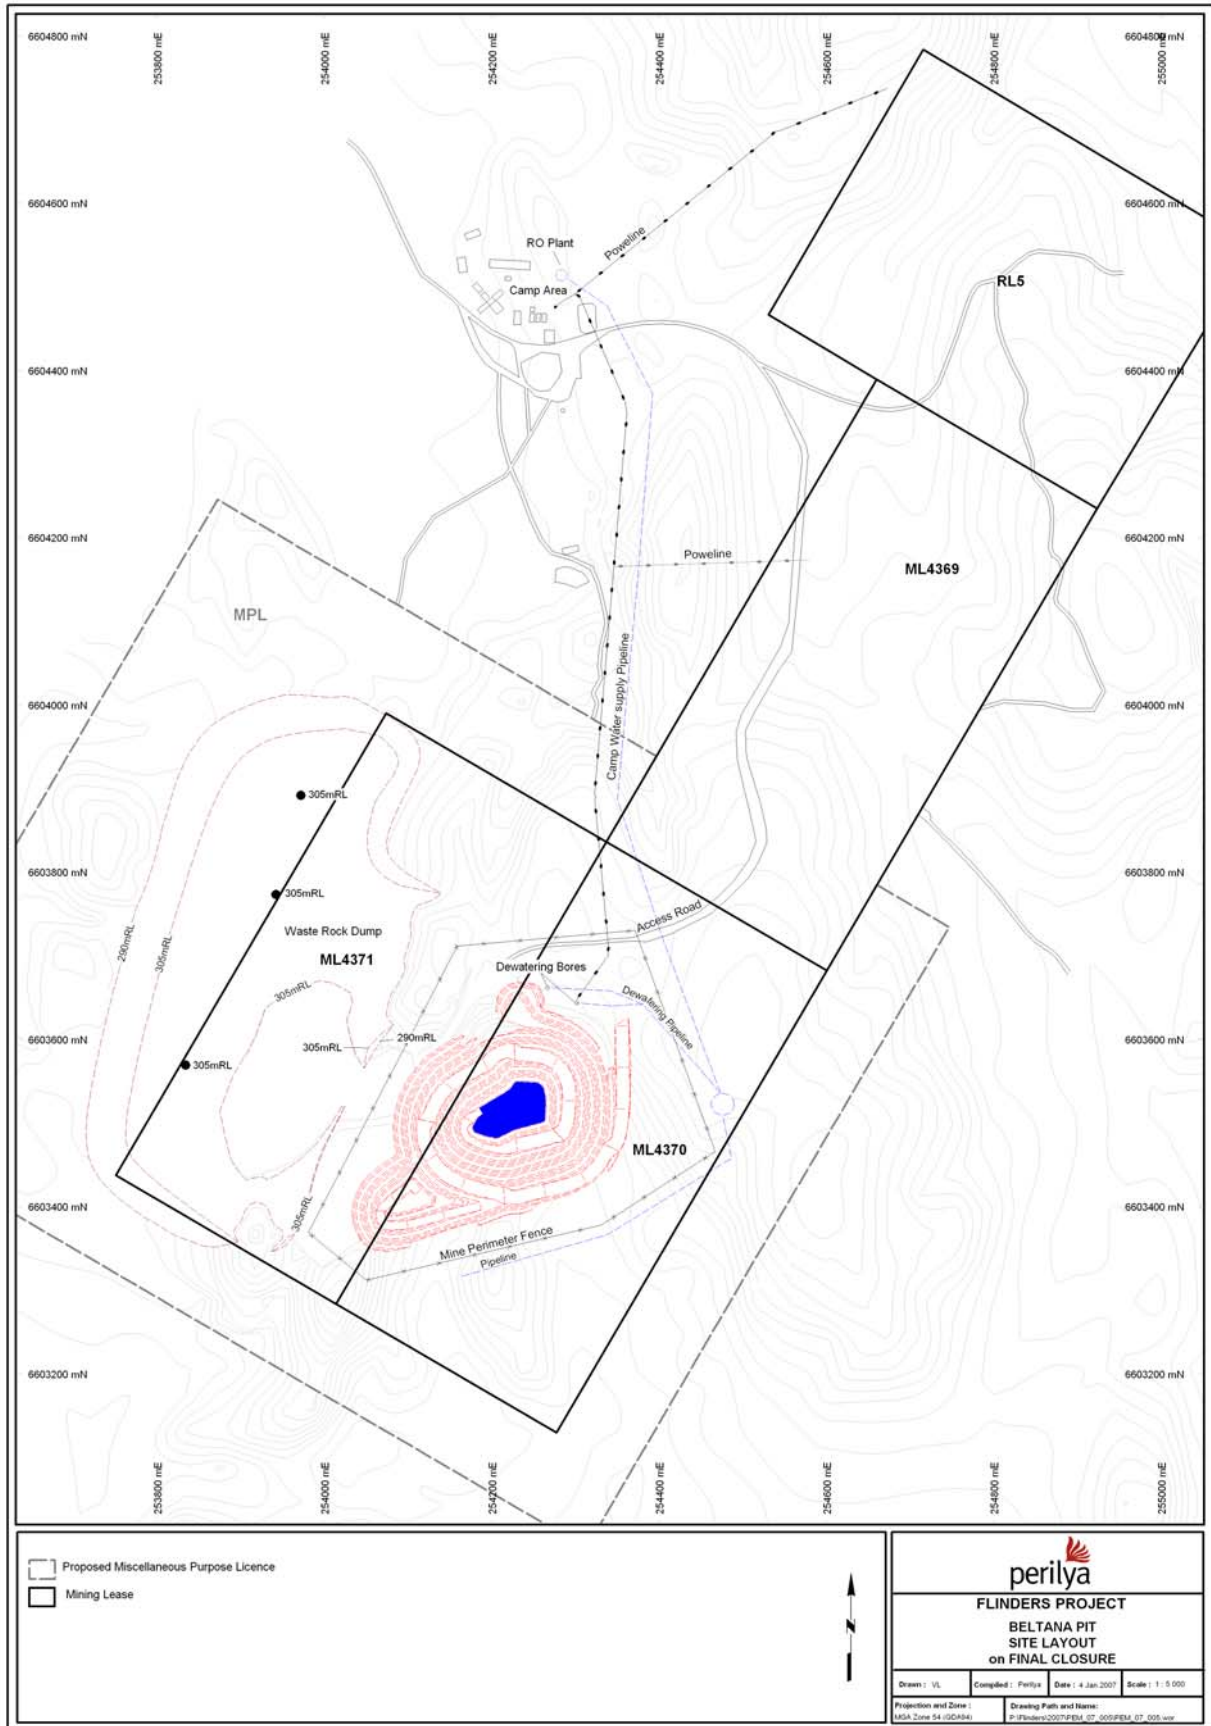 6604800 mN
6604800 mN
253800 mE
254000 mE
254200 mE
254400 mE
254600 mE
254800 mE
255000 mE
6604600 mN
6604600 mN
RO Plant
Poweline
Camp Area
RL5
6604400 mN
6604400 mN
6604200 mN
6604200 mN
Poweline
ML4369
MPL
Camp Water supply Pipeline
6604000 mN
6604000 mN
305mRL
6603800 mN
6603800 mN
305mRL
Access Road
Waste Rock Dump
290mRL
305mRL
ML4371
Dewatering Bores
305mRL
Dewatering Pipeline
6603600 mN
6603600 mN
290mRL
305mRL
305mRL
ML4370
305mRL
6603400 mN
6603400 mN
Mine Perimeter Fence
Pipeline
6603200 mN
6603200 mN
253800 mE
254000 mE
254200 mE
254400 mE
254600 mE
254800 mE
255000 mE
Proposed Miscellaneous Purpose Licence
Mining Lease
N
perilya
FLINDERS PROJECT
BELTANA PIT
SITE LAYOUT
on FINAL CLOSURE
Drawn : VL
Compiled : Perilya
Date : 4 Jan 2007
Scale : 1 : 5 000
Projection and Zone :
MGA Zone 54 (GDA94)
Drawing Path and Name:
P:\Flinders\2007\PEM_07_005\PEM_07_005.wor